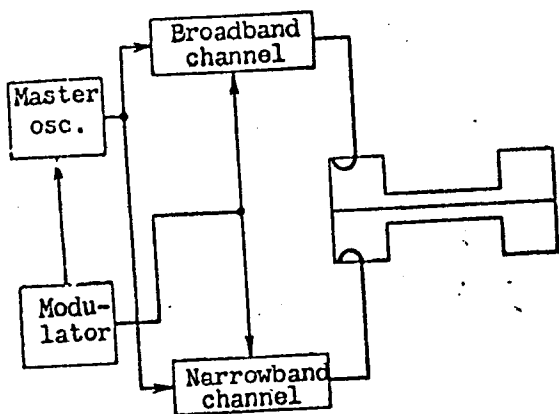 Broadband
channel
Master
osc.
Modu-
lator
Narrowband
channel